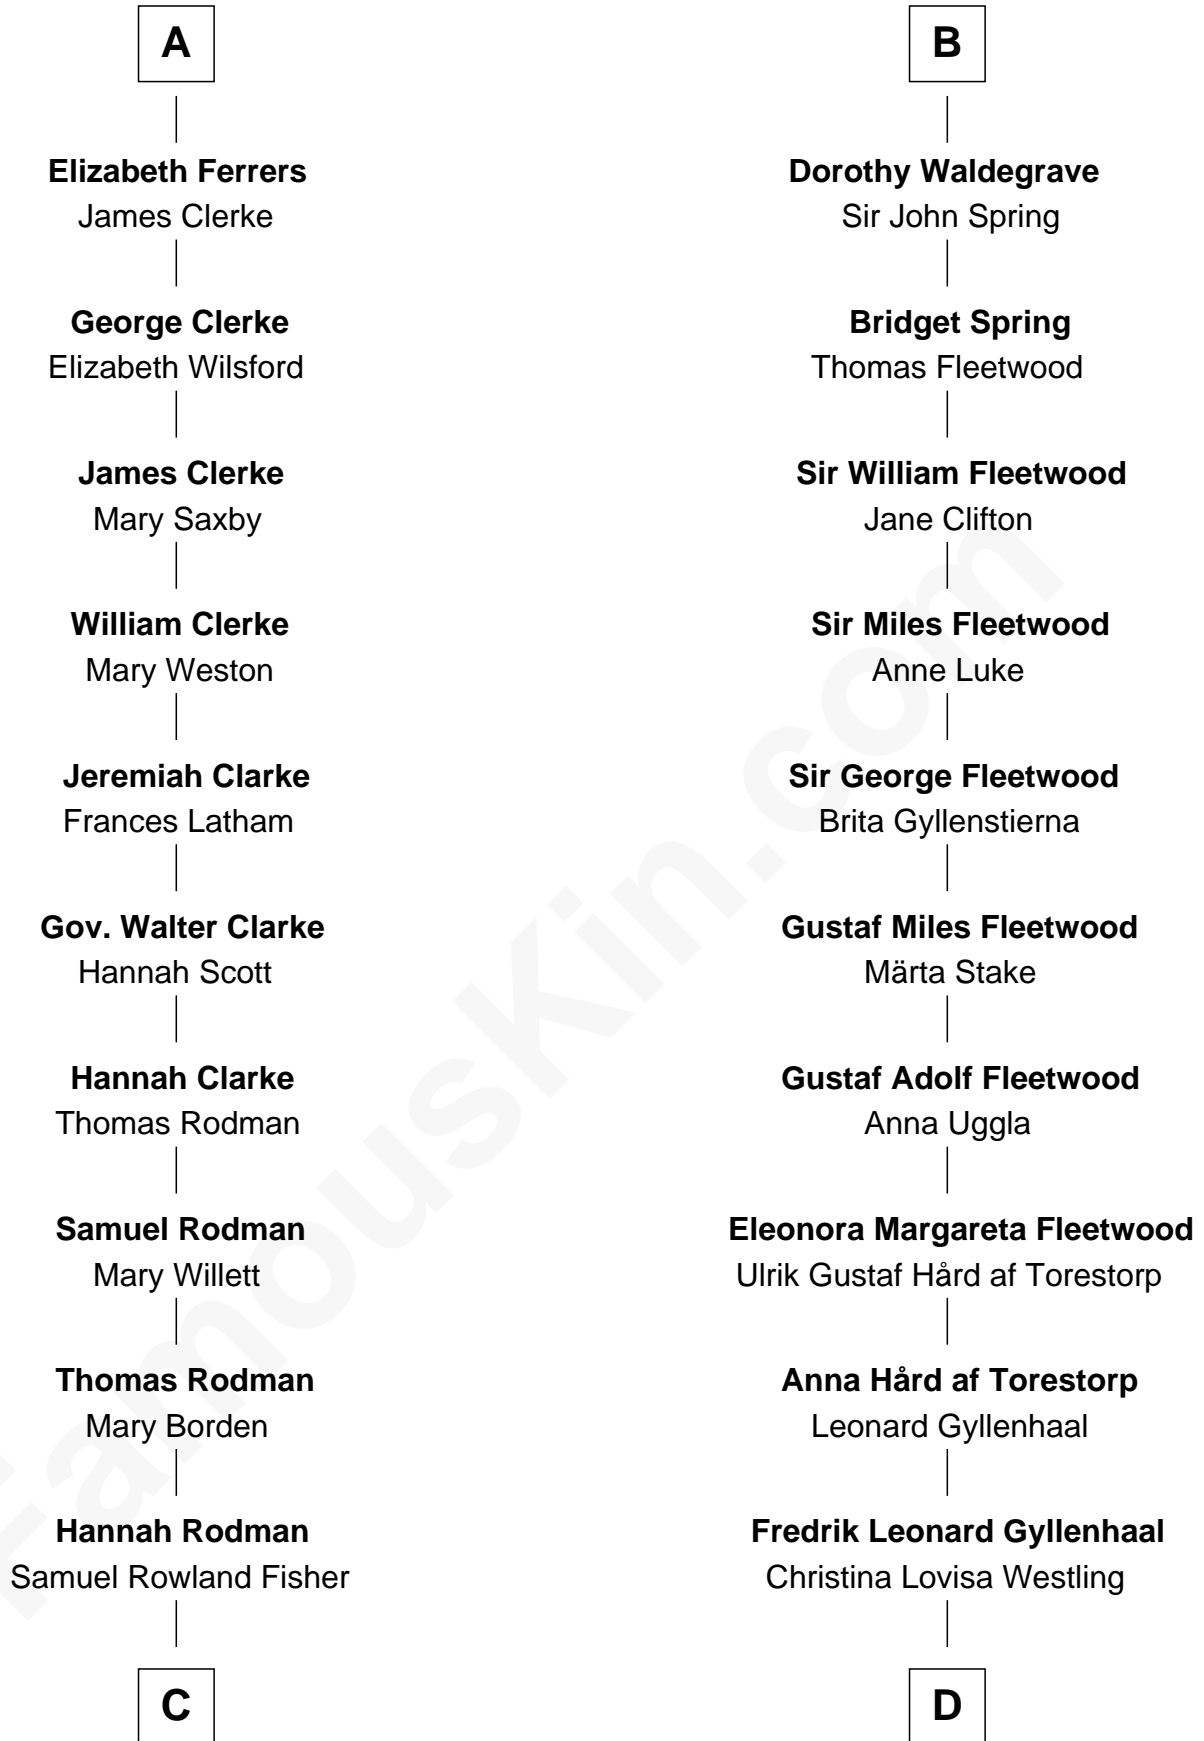 A
Elizabeth Ferrers
James Clerke
George Clerke
Elizabeth Wilsford
James Clerke
Mary Saxby
William Clerke
Mary Weston
Jeremiah Clarke
Frances Latham
Gov. Walter Clarke
Hannah Scott
Hannah Clarke
Thomas Rodman
Samuel Rodman
Mary Willett
Thomas Rodman
Mary Borden
Hannah Rodman
Samuel Rowland Fisher
C
B
Dorothy Waldegrave
Sir John Spring
Bridget Spring
Thomas Fleetwood
Sir William Fleetwood
Jane Clifton
Sir Miles Fleetwood
Anne Luke
Sir George Fleetwood
Brita Gyllenstierna
Gustaf Miles Fleetwood
Märta Stake
Gustaf Adolf Fleetwood
Anna Uggla
Eleonora Margareta Fleetwood
Ulrik Gustaf Hård af Torestorp
Anna Hård af Torestorp
Leonard Gyllenhaal
Fredrik Leonard Gyllenhaal
Christina Lovisa Westling
D
FamousKin.com